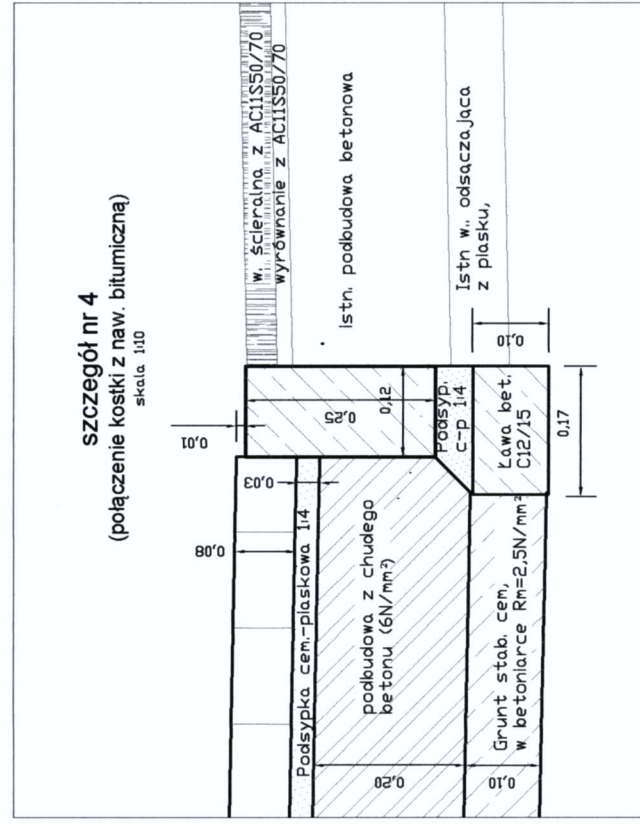 szczegół nr 4
(połączenie kostki z naw. bitumiczną)
skala 1:10
0,01
0,08
0,03
Podsypka cem.-piaskowa 1:4
podbudowa z chudego
betonu (6N/mm²)
0,20
Grunt stab. cem,
w betoniarce Rm=2,5N/mm²
0,10
0,25
0,12
Podsyp.
c-p 1:4
Ława bet.
C12/15
0,17
0,10
w. ścieralna z AC11S50/70
wyrównanie z AC11S50/70
istn. podbudowa betonowa
Istn w.. odsączająca
z piasku,